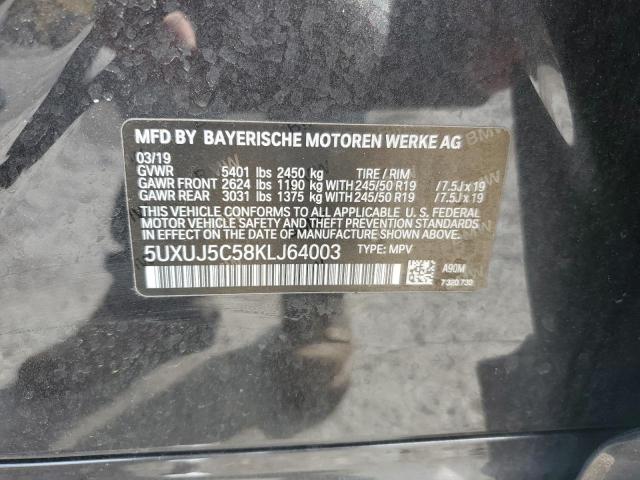 MFD BY BAYERISCHE MOTOREN WERKE AG
03/19
GVWR 5401 lbs 2450 kg TIRE / RIM
GAWR FRONT 2624 lbs 1190 kg WITH 245/50 R19 /7.5J x 19
GAWR REAR 3031 lbs 1375 kg WITH 245/50 R19 /7.5J x 19
THIS VEHICLE CONFORMS TO ALL APPLICABLE U. S. FEDERAL
MOTOR VEHICLE SAFETY AND THEFT PREVENTION STANDARDS
IN EFFECT ON THE DATE OF MANUFACTURE SHOWN ABOVE.
5UXUJ5C58KLJ64003 TYPE: MPV
A90M
7 320 730